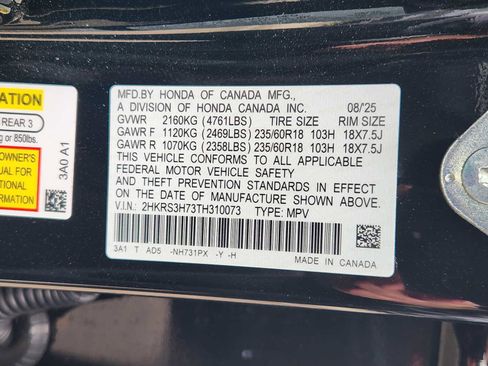 ATION
REAR 3
g or 850lbs.
OWNER'S
UAL FOR
TIONAL
MATION
3A0 A1
MFD.BY HONDA OF CANADA MFG.,
A DIVISION OF HONDA CANADA INC. 08/'25
GVWR 2160KG (4761LBS) TIRE SIZE RIM SIZE
GAWR F 1120KG (2469LBS) 235/60R18 103H 18X7.5J
GAWR R 1070KG (2358LBS) 235/60R18 103H 18X7.5J
THIS VEHICLE CONFORMS TO ALL APPLICABLE
FEDERAL MOTOR VEHICLE SAFETY
AND THEFT PREVENTION STANDARDS IN EFFECT
ON THE DATE OF MANUFACTURE SHOWN ABOVE.
V.I.N.: 2HKRS3H73TH310073 TYPE: MPV
3A1 T AD5 -NH731PX -Y -H
MADE IN CANADA